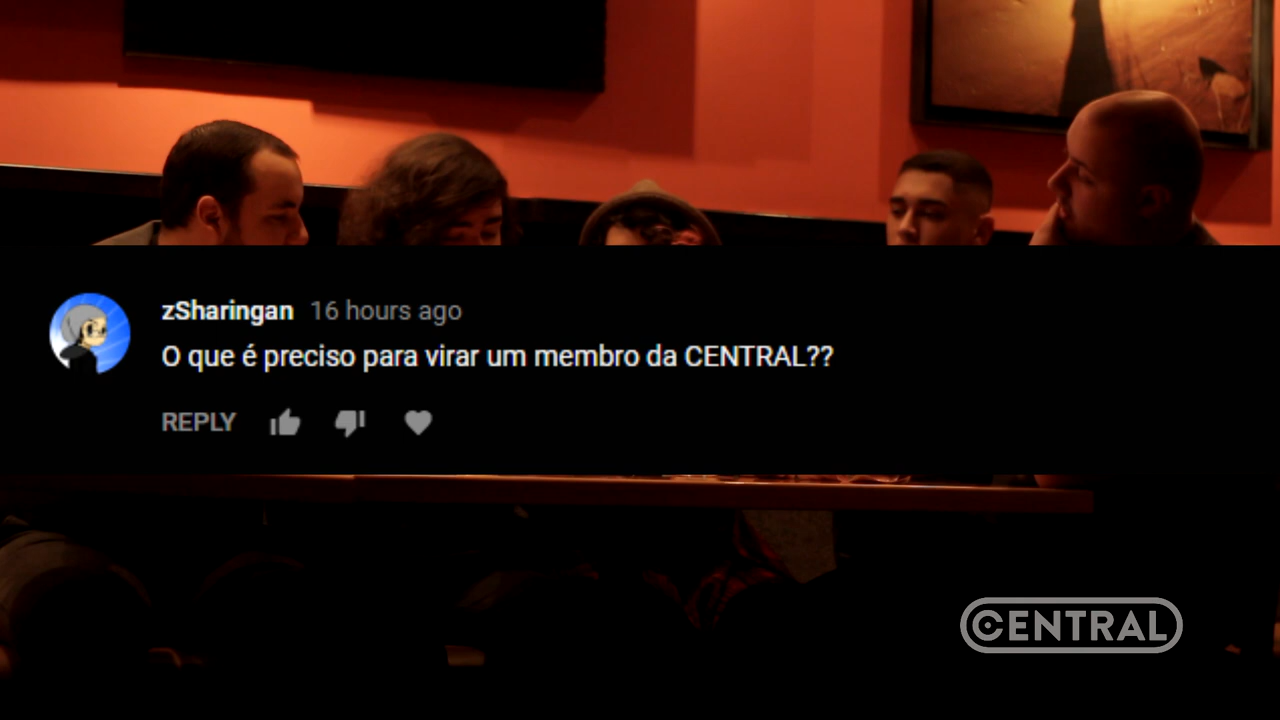 zSharingan 16 hours ago
O que é preciso para virar um membro da CENTRAL??
REPLY
CENTRAL